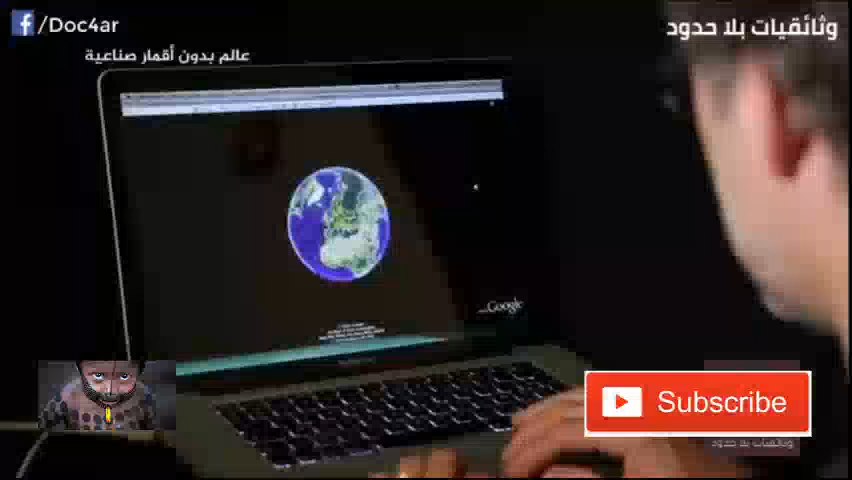 /Doc4ar
وثائقيات بلا حدود
عالم بدون أقمار صناعية
Google
Subscribe
وثائقيات بلا حدود